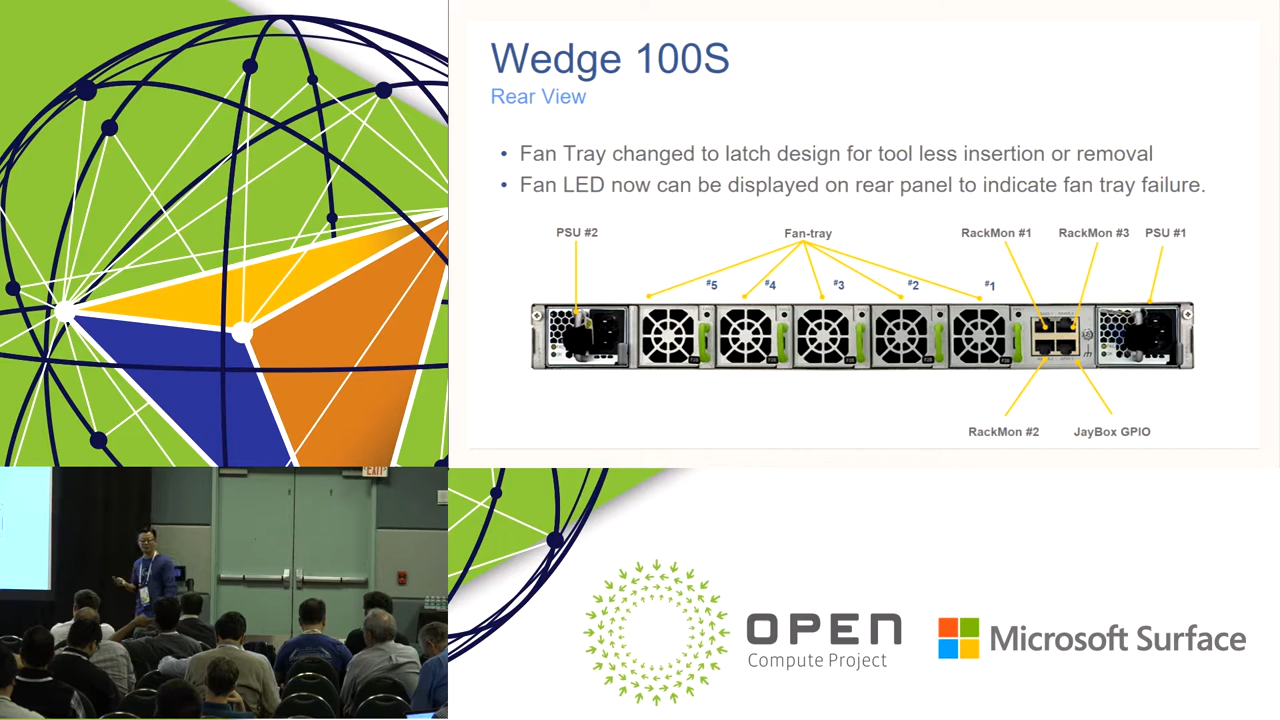 Wedge 100S
Rear View
• Fan Tray changed to latch design for tool less insertion or removal
• Fan LED now can be displayed on rear panel to indicate fan tray failure.
PSU #2
Fan-tray
RackMon #1
RackMon #3
PSU #1
#5
#4
#3
#2
#1
RackMon #2
JayBox GPIO
EXIT
OPEN
Compute Project
Microsoft Surface